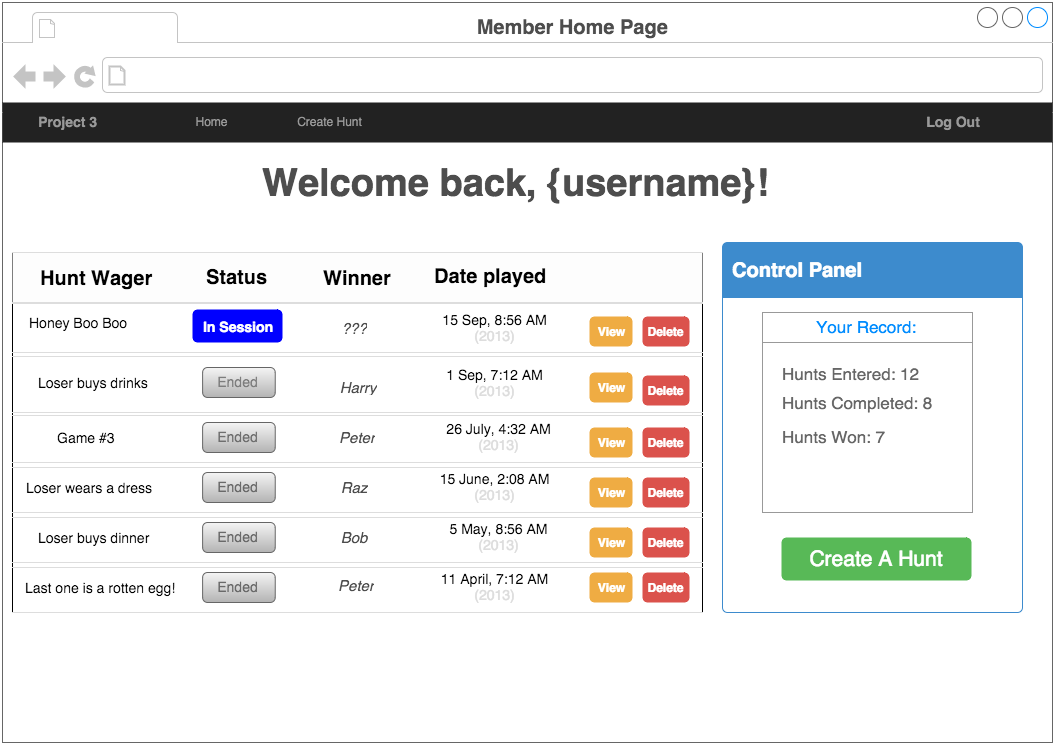 Member Home Page
Project 3 Home Create Hunt Log Out
Welcome back, {username}!
Hunt Wager Status Winner Date played
Honey Boo Boo In Session ??? 15 Sep, 8:56 AM
(2013)
View Delete
Loser buys drinks Ended Harry 1 Sep, 7:12 AM
(2013)
View Delete
Game #3 Ended Peter 26 July, 4:32 AM
(2013)
View Delete
Loser wears a dress Ended Raz 15 June, 2:08 AM
(2013)
View Delete
Loser buys dinner Ended Bob 5 May, 8:56 AM
(2013)
View Delete
Last one is a rotten egg! Ended Peter 11 April, 7:12 AM
(2013)
View Delete
Control Panel
Your Record:
Hunts Entered: 12
Hunts Completed: 8
Hunts Won: 7
Create A Hunt